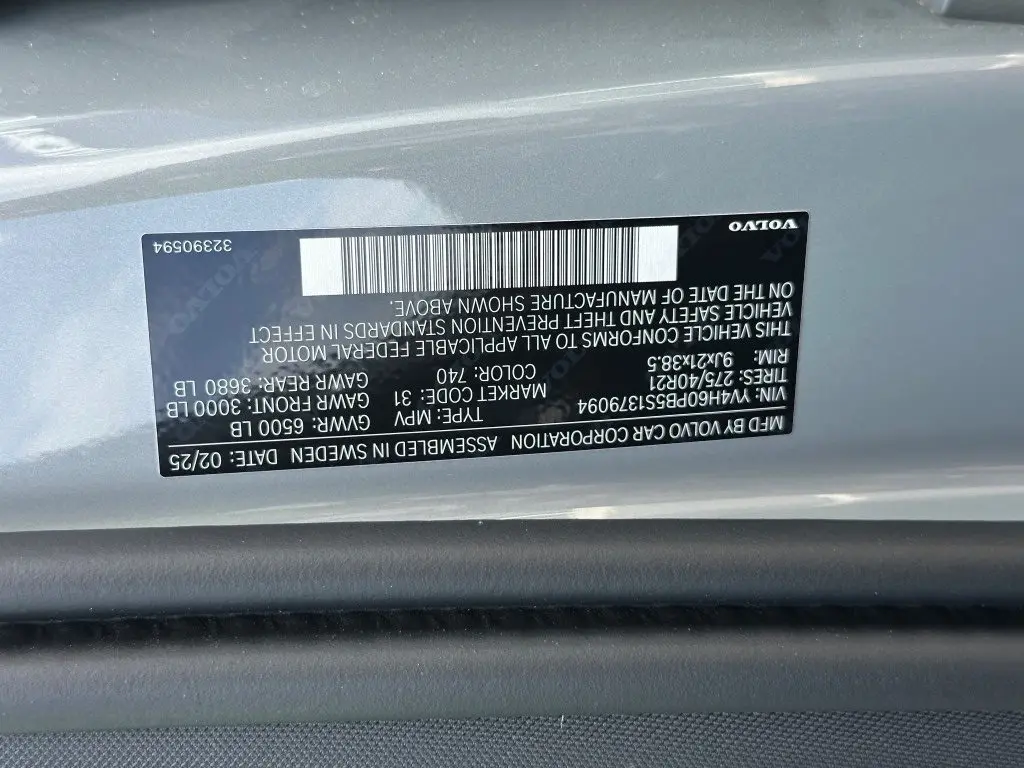 MFD BY VOLVO CAR CORPORATION ASSEMBLED IN SWEDEN DATE: 02/25
VIN: YV4H60PB5S1379094 TYPE: MPV GVWR: 6500 LB
TIRES: 275/40R21 MARKET CODE: 31 GAWR FRONT: 3000 LB
RIM: 9Jx21x38.5 COLOR: 740 GAWR REAR: 3680 LB
THIS VEHICLE CONFORMS TO ALL APPLICABLE FEDERAL MOTOR
VEHICLE SAFETY AND THEFT PREVENTION STANDARDS IN EFFECT
ON THE DATE OF MANUFACTURE SHOWN ABOVE.
VOLVO 32390594